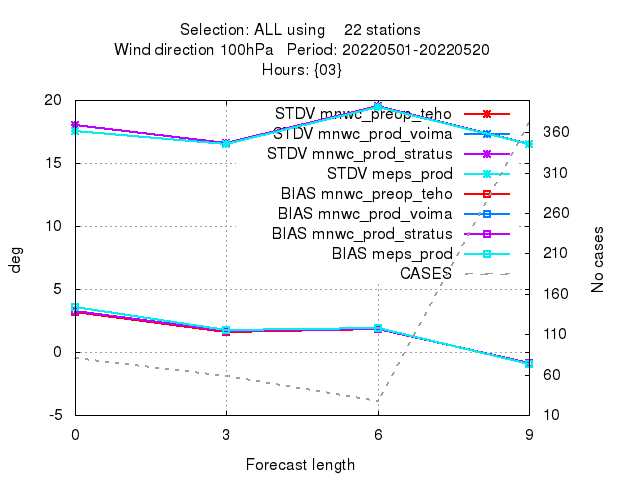 Selection: ALL using 22 stations
Wind direction 100hPa Period: 20220501-20220520
Hours: {03}
20
15
10
5
0
-5
deg
STDV mnwc_preop_teho
STDV mnwc_prod_voima
STDV mnwc_prod_stratus
STDV meps_prod
BIAS mnwc_preop_teho
BIAS mnwc_prod_voima
BIAS mnwc_prod_stratus
BIAS meps_prod
CASES
360
310
260
210
160
110
60
10
No cases
0 3 6 9
Forecast length